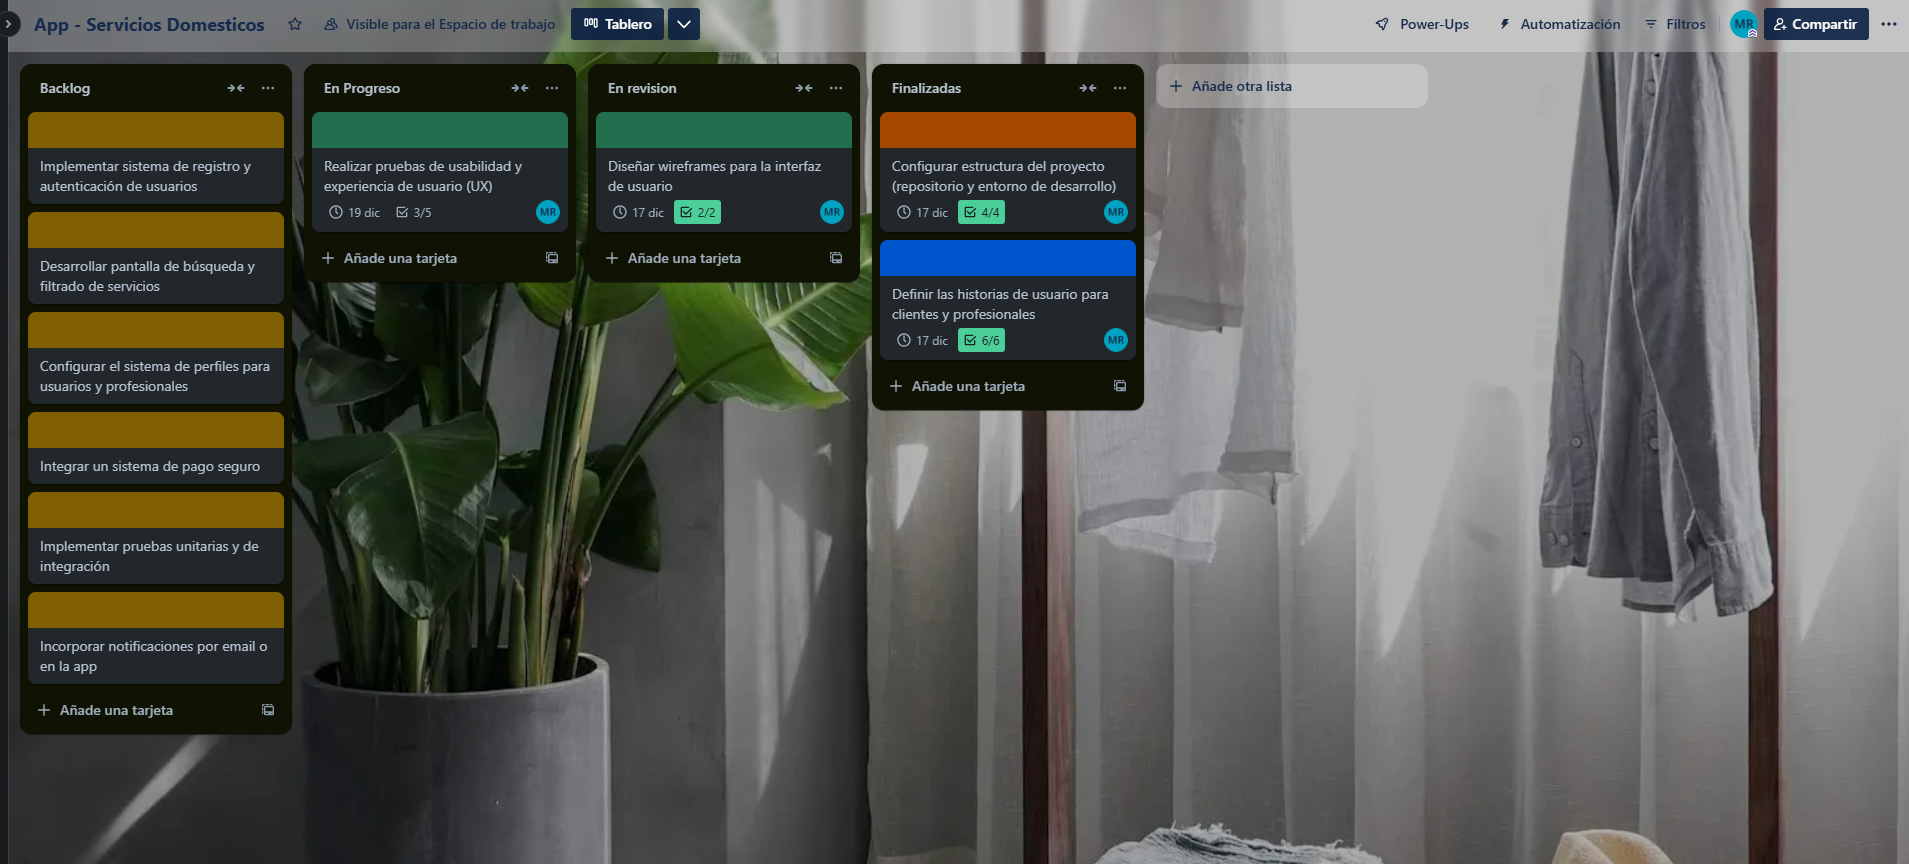 App - Servicios Domesticos
Visible para el Espacio de trabajo
Tablero
Power-Ups
Automatización
Filtros
MR
Compartir
Backlog
Implementar sistema de registro y
autenticación de usuarios
Desarrollar pantalla de búsqueda y
filtrado de servicios
Configurar el sistema de perfiles para
usuarios y profesionales
Integrar un sistema de pago seguro
Implementar pruebas unitarias y de
integración
Incorporar notificaciones por email o
en la app
Añade una tarjeta
En Progreso
Realizar pruebas de usabilidad y
experiencia de usuario (UX)
19 dic 3/5 MR
Añade una tarjeta
En revision
Diseñar wireframes para la interfaz
de usuario
17 dic 2/2 MR
Añade una tarjeta
Finalizadas
Configurar estructura del proyecto
(repositorio y entorno de desarrollo)
17 dic 4/4 MR
Definir las historias de usuario para
clientes y profesionales
17 dic 6/6 MR
Añade una tarjeta
Añade otra lista